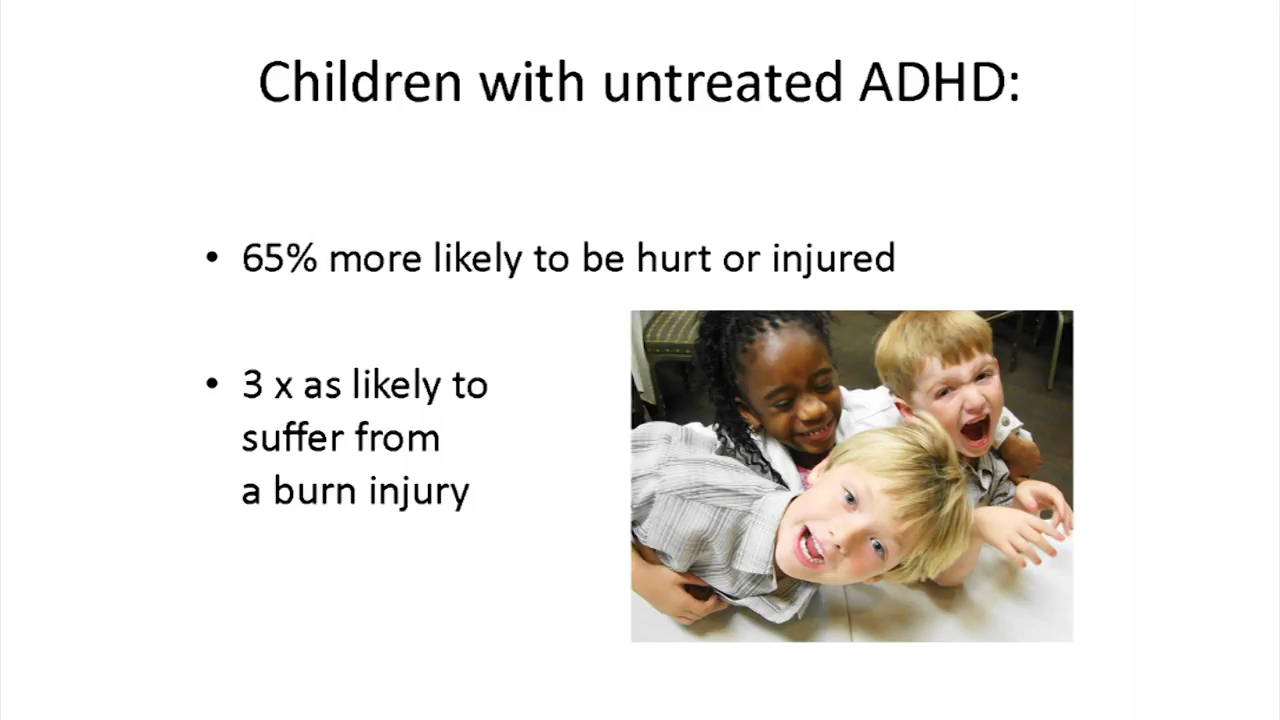 Children with untreated ADHD:
• 65% more likely to be hurt or injured
• 3 x as likely to
suffer from
a burn injury